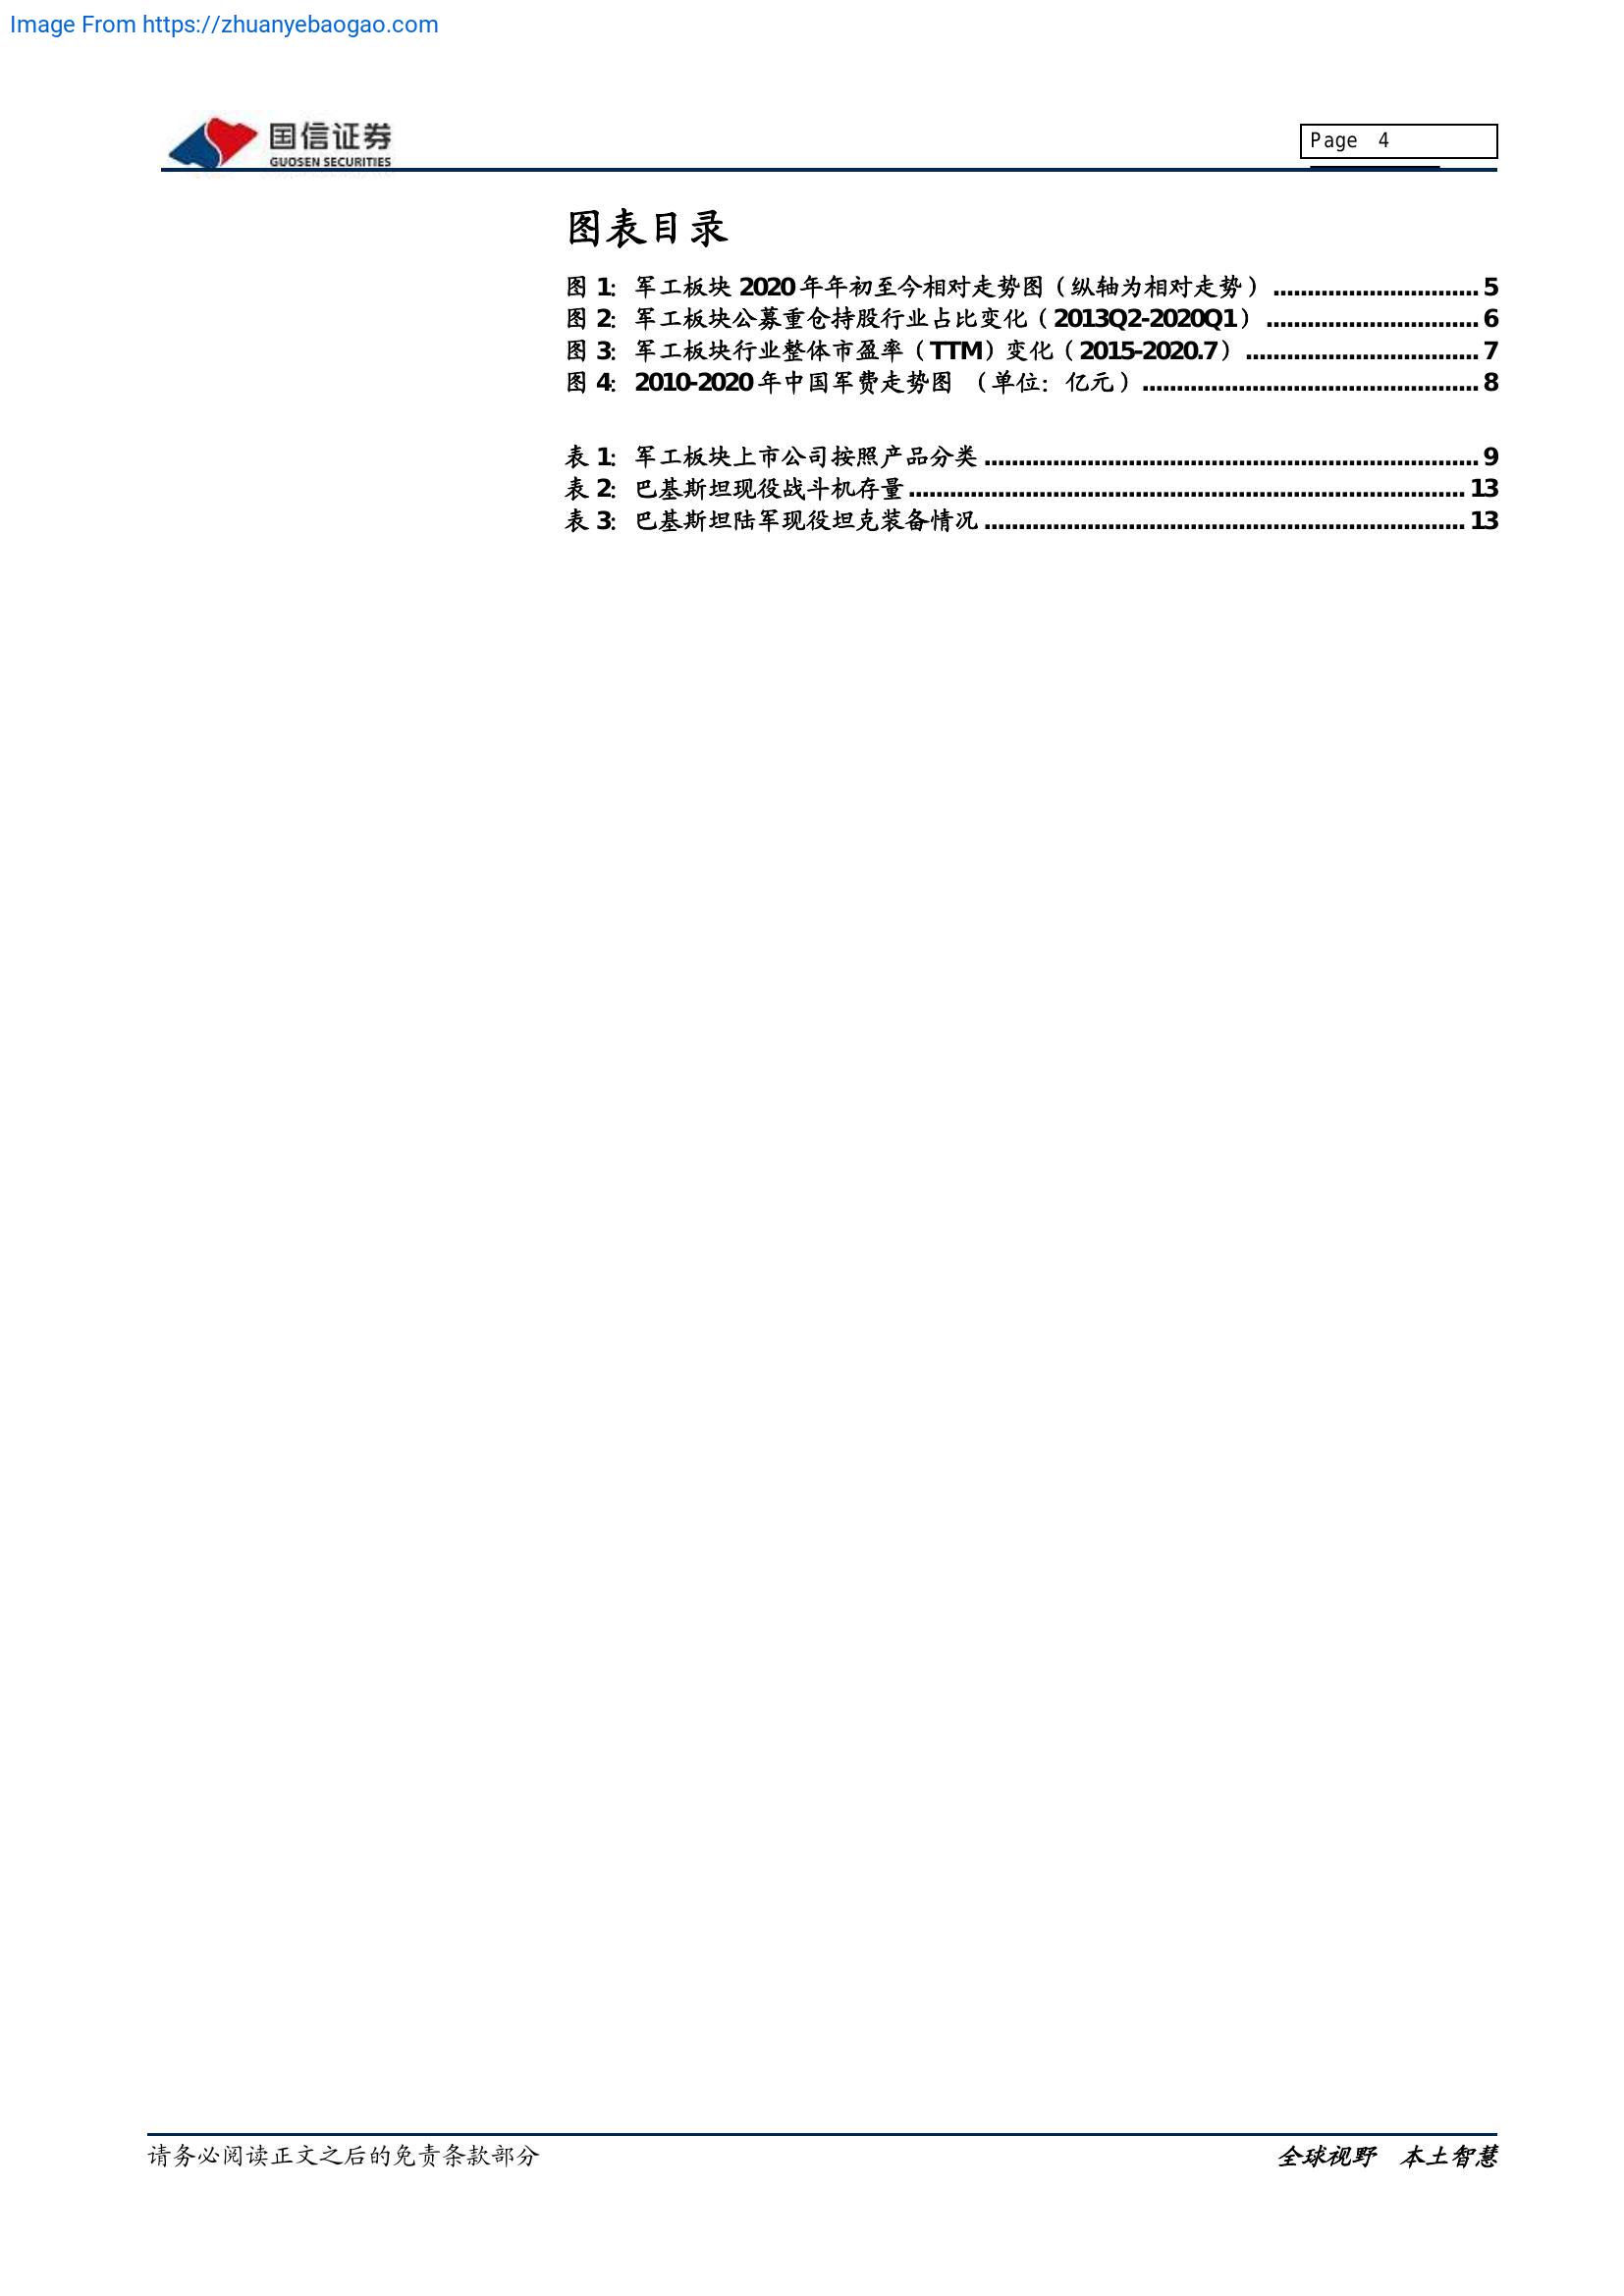 Image From https://zhuanyebaogao.com
国信证券
GUOSEN SECURITIES
Page 4
图表目录
图 1: 军工板块 2020 年年初至今相对走势图（纵轴为相对走势）.............................. 5
图 2: 军工板块公募重仓持股行业占比变化（2013Q2-2020Q1）............................... 6
图 3: 军工板块行业整体市盈率（TTM）变化（2015-2020.7）.................................. 7
图 4: 2010-2020 年中国军费走势图 （单位：亿元）................................................. 8
表 1: 军工板块上市公司按照产品分类........................................................................ 9
表 2: 巴基斯坦现役战斗机存量................................................................................. 13
表 3: 巴基斯坦陆军现役坦克装备情况...................................................................... 13
请务必阅读正文之后的免责条款部分
全球视野 本土智慧